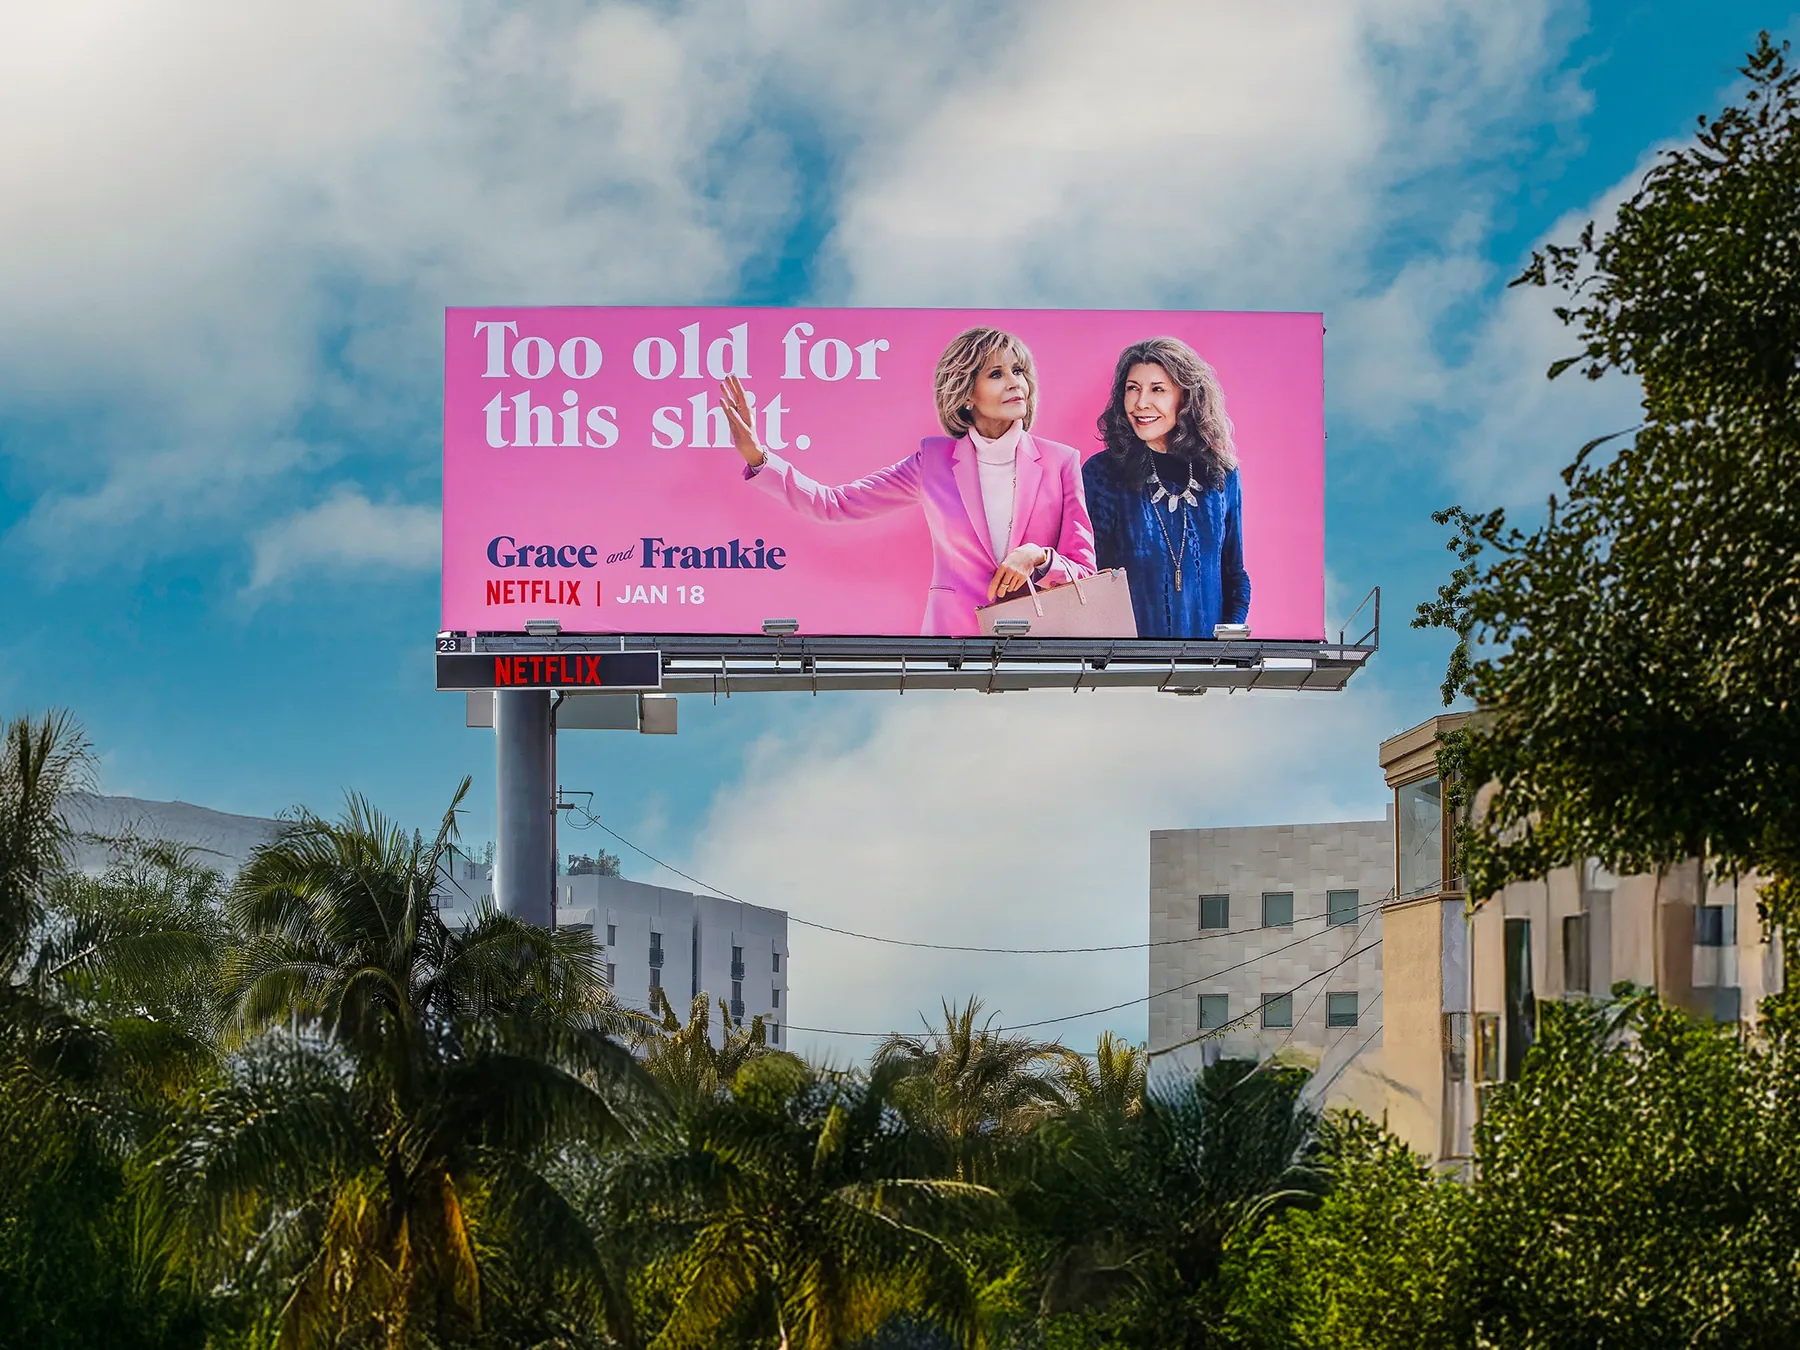 Too old for
this shit.
Grace and Frankie
NETFLIX | JAN 18
23
NETFLIX